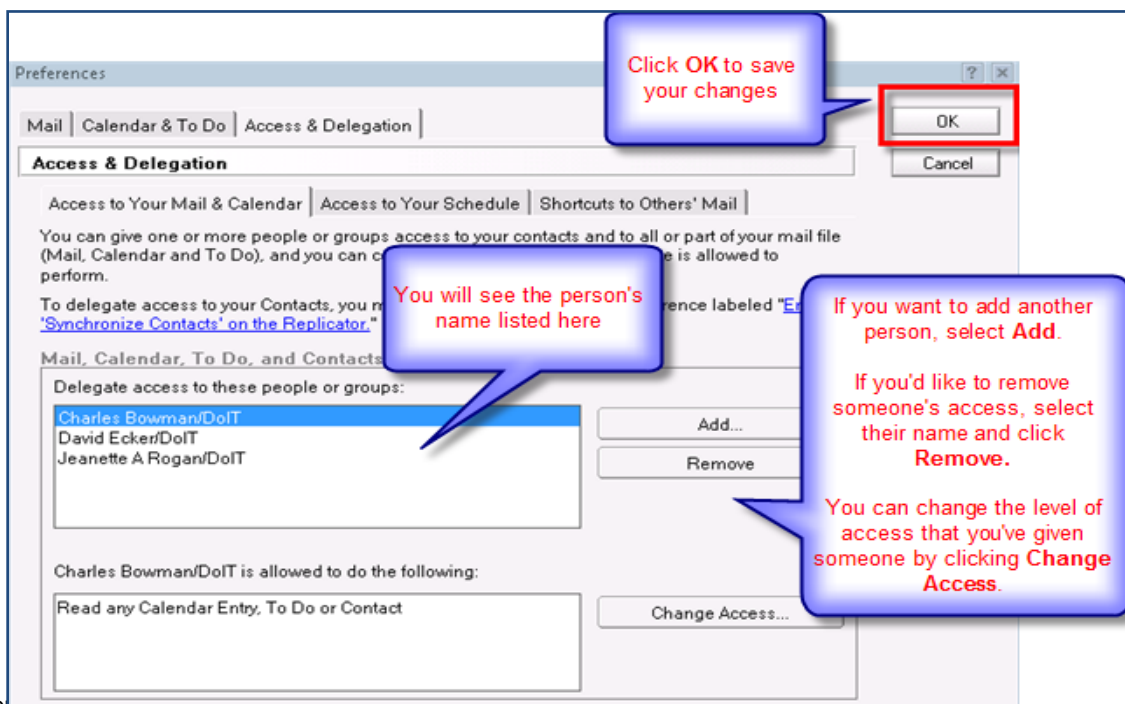 Click OK to save
your changes
Preferences
OK
Mail
Calendar & To Do
Access & Delegation
Access & Delegation
Cancel
Access to Your Mail & Calendar
Access to Your Schedule
Shortcuts to Others' Mail
You can give one or more people or groups access to your contacts and to all or part of your mail file
(Mail, Calendar and To Do), and you can e is allowed to
perform.
To delegate access to your Contacts, you rence labeled "
'Synchronize Contacts' on the Replicator."
You will see the person's
name listed here
Mail, Calendar, To Do, and Contacts
Delegate access to these people or groups:
Charles Bowman/DoIT
David Ecker/DoIT
Jeanette A Rogan/DoIT
Add...
Remove
If you want to add another
person, select Add.
If you'd like to remove
someone's access, select
their name and click
Remove.
You can change the level of
access that you've given
someone by clicking Change
Access.
Charles Bowman/DoIT is allowed to do the following:
Read any Calendar Entry, To Do or Contact
Change Access...